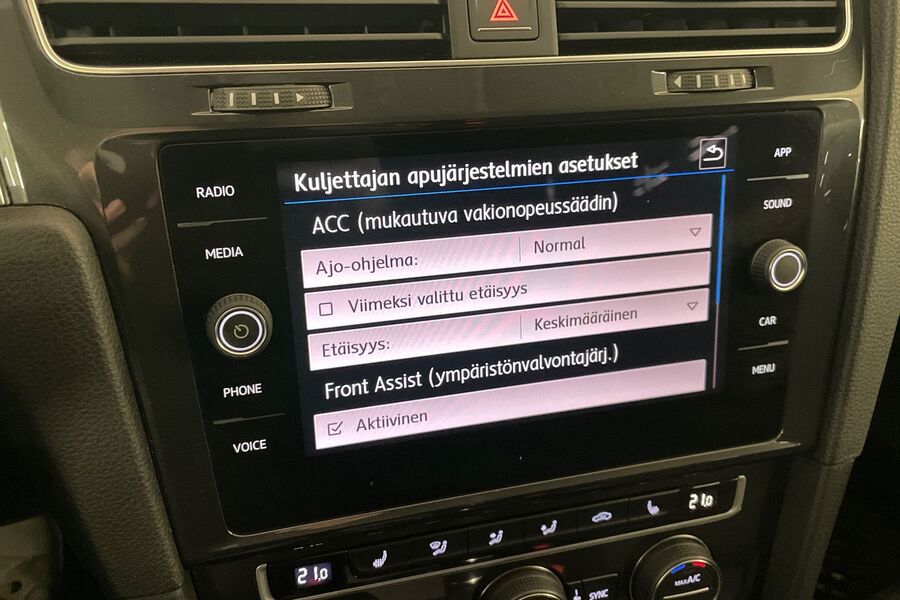 RADIO
MEDIA
PHONE
VOICE
Kuljettajan apujärjestelmien asetukset
ACC (mukautuva vakionopeussäädin)
Ajo-ohjelma: Normal
Viimeksi valittu etäisyys
Etäisyys: Keskimääräinen
Front Assist (ympäristönvalvontajärj.)
Aktiivinen
APP
SOUND
CAR
MENU
21.0
21.0
SYNC
MAX A/C